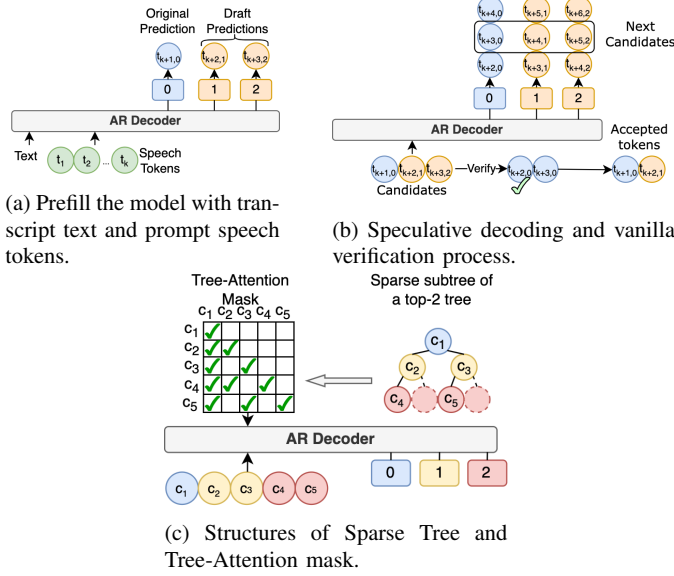 Original
Prediction
Draft
Predictions
t_{k+1,0} t_{k+2,1} t_{k+3,2}
0 1 2
AR Decoder
Text
t_1 t_2 ... t_k
Speech
Tokens
(a) Prefill the model with tran-
script text and prompt speech
tokens.
t_{k+4,0} t_{k+5,1} t_{k+6,2}
t_{k+3,0} t_{k+4,1} t_{k+5,2}
t_{k+2,0} t_{k+3,1} t_{k+4,2}
Next
Candidates
0 1 2
AR Decoder
t_{k+1,0} t_{k+2,1} t_{k+3,2}
Candidates
Verify
t_{k+2,0} t_{k+3,0}
Accepted
tokens
t_{k+1,0} t_{k+2,1}
(b) Speculative decoding and vanilla
verification process.
Tree-Attention
Mask
C_1 C_2 C_3 C_4 C_5
C_1
C_2
C_3
C_4
C_5
Sparse subtree of
a top-2 tree
C_1
C_2 C_3
C_4 C_5
AR Decoder
C_1 C_2 C_3 C_4 C_5
0 1 2
(c) Structures of Sparse Tree and
Tree-Attention mask.